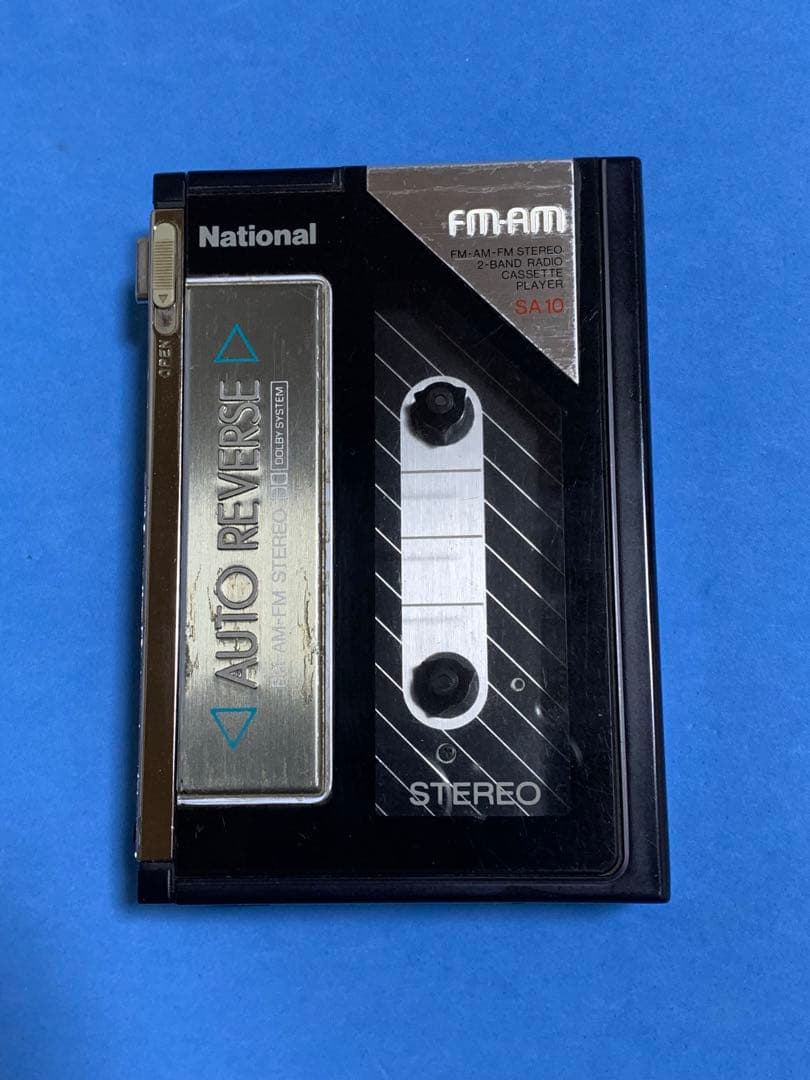 National
FM-AM
FM-AM-FM STEREO
2-BAND RADIO
CASSETTE
PLAYER
SA 10
OPEN
AUTO REVERSE
FM-AM-FM STEREO
DOLBY SYSTEM
STEREO